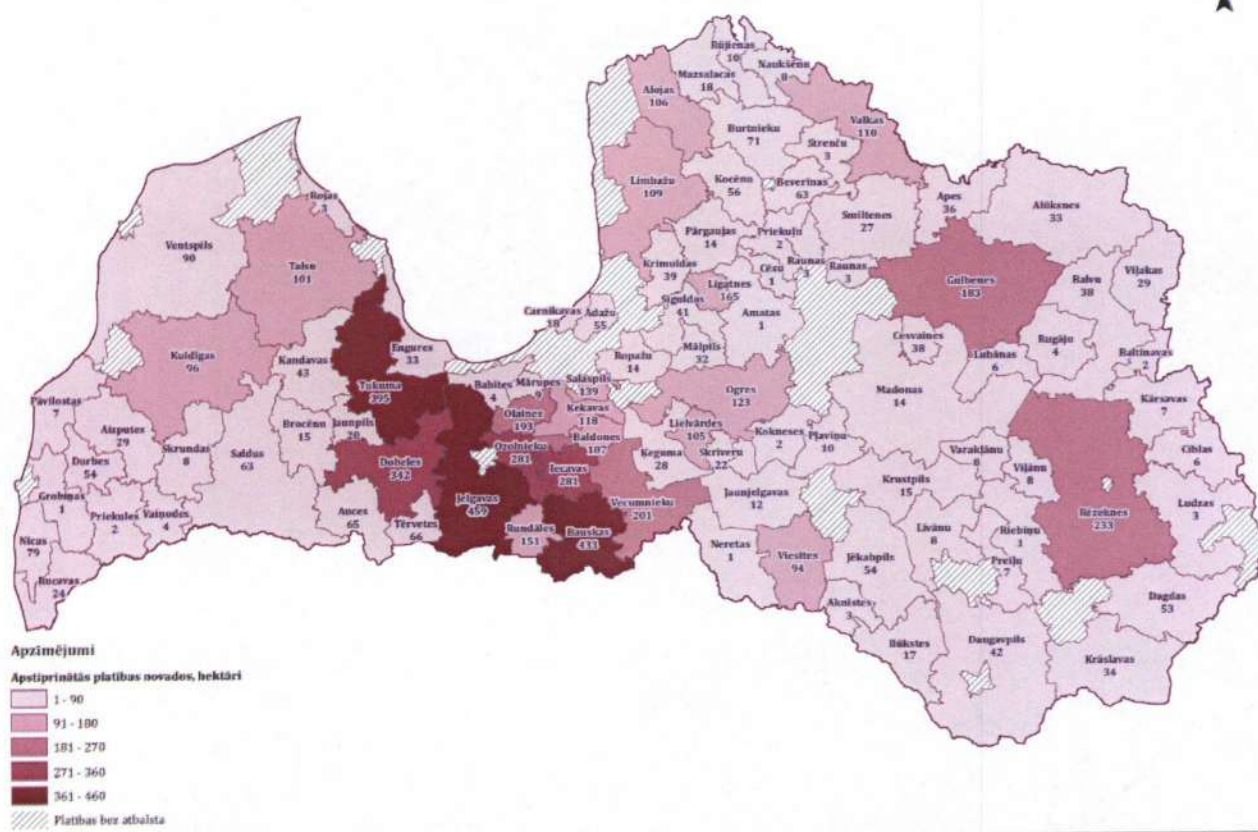 Rūjienas
10
Naukšēnu
8
Mazsalacas
18
Alojas
106
Valkas
110
Burtnieku
71
Strenču
3
Limbažu
109
Kocēnu
56
Beverīnas
63
Rojas
3
Apes
36
Alūksnes
33
Smiltenes
27
Pārgaujas
14
Priekuļu
2
Ventspils
90
Talsu
101
Krimuldas
39
Cēsu
1
Raunas
3
Raunas
3
Gulbenes
183
Balvu
38
Viļakas
29
Līgatnes
165
Siguldas
41
Amatas
1
Carnikavas
18
Ādažu
55
Cesvaines
38
Rugāju
4
Engures
33
Mālpils
32
Ropažu
14
Lubānas
6
Baltinavas
2
Kuldīgas
96
Kandavas
43
Babītes
4
Mārupes
9
Salaspils
139
Ogres
123
Madonas
14
Tukuma
395
Kārsavas
7
Pāvilostas
7
Olaines
193
Ķekavas
118
Brocēnu
15
Jaunpils
20
Lielvārdes
105
Aizputes
29
Skrundas
8
Saldus
63
Ozolnieku
281
Baldones
107
Kokneses
2
Pļaviņu
10
Varakļānu
8
Viļānu
8
Ciblas
6
Durbes
54
Dobeles
342
Iecavas
281
Ķeguma
28
Skrīveru
22
Krustpils
15
Rēzeknes
233
Ludzas
3
Grobiņas
1
Priekules
2
Vaiņodes
4
Auces
65
Tērvetes
66
Jelgavas
459
Vecumnieku
201
Jaunjelgavas
12
Līvānu
8
Riebiņu
1
Nīcas
79
Rundāles
151
Bauskas
433
Neretas
1
Viesītes
94
Jēkabpils
54
Preiļu
7
Rucavas
24
Aknīstes
3
Dagdas
53
Ilūkstes
17
Daugavpils
42
Krāslavas
34
Apzīmējumi
Apstiprinātās platības novados, hektāri
1 - 90
91 - 180
181 - 270
271 - 360
361 - 460
Platības bez atbalsta